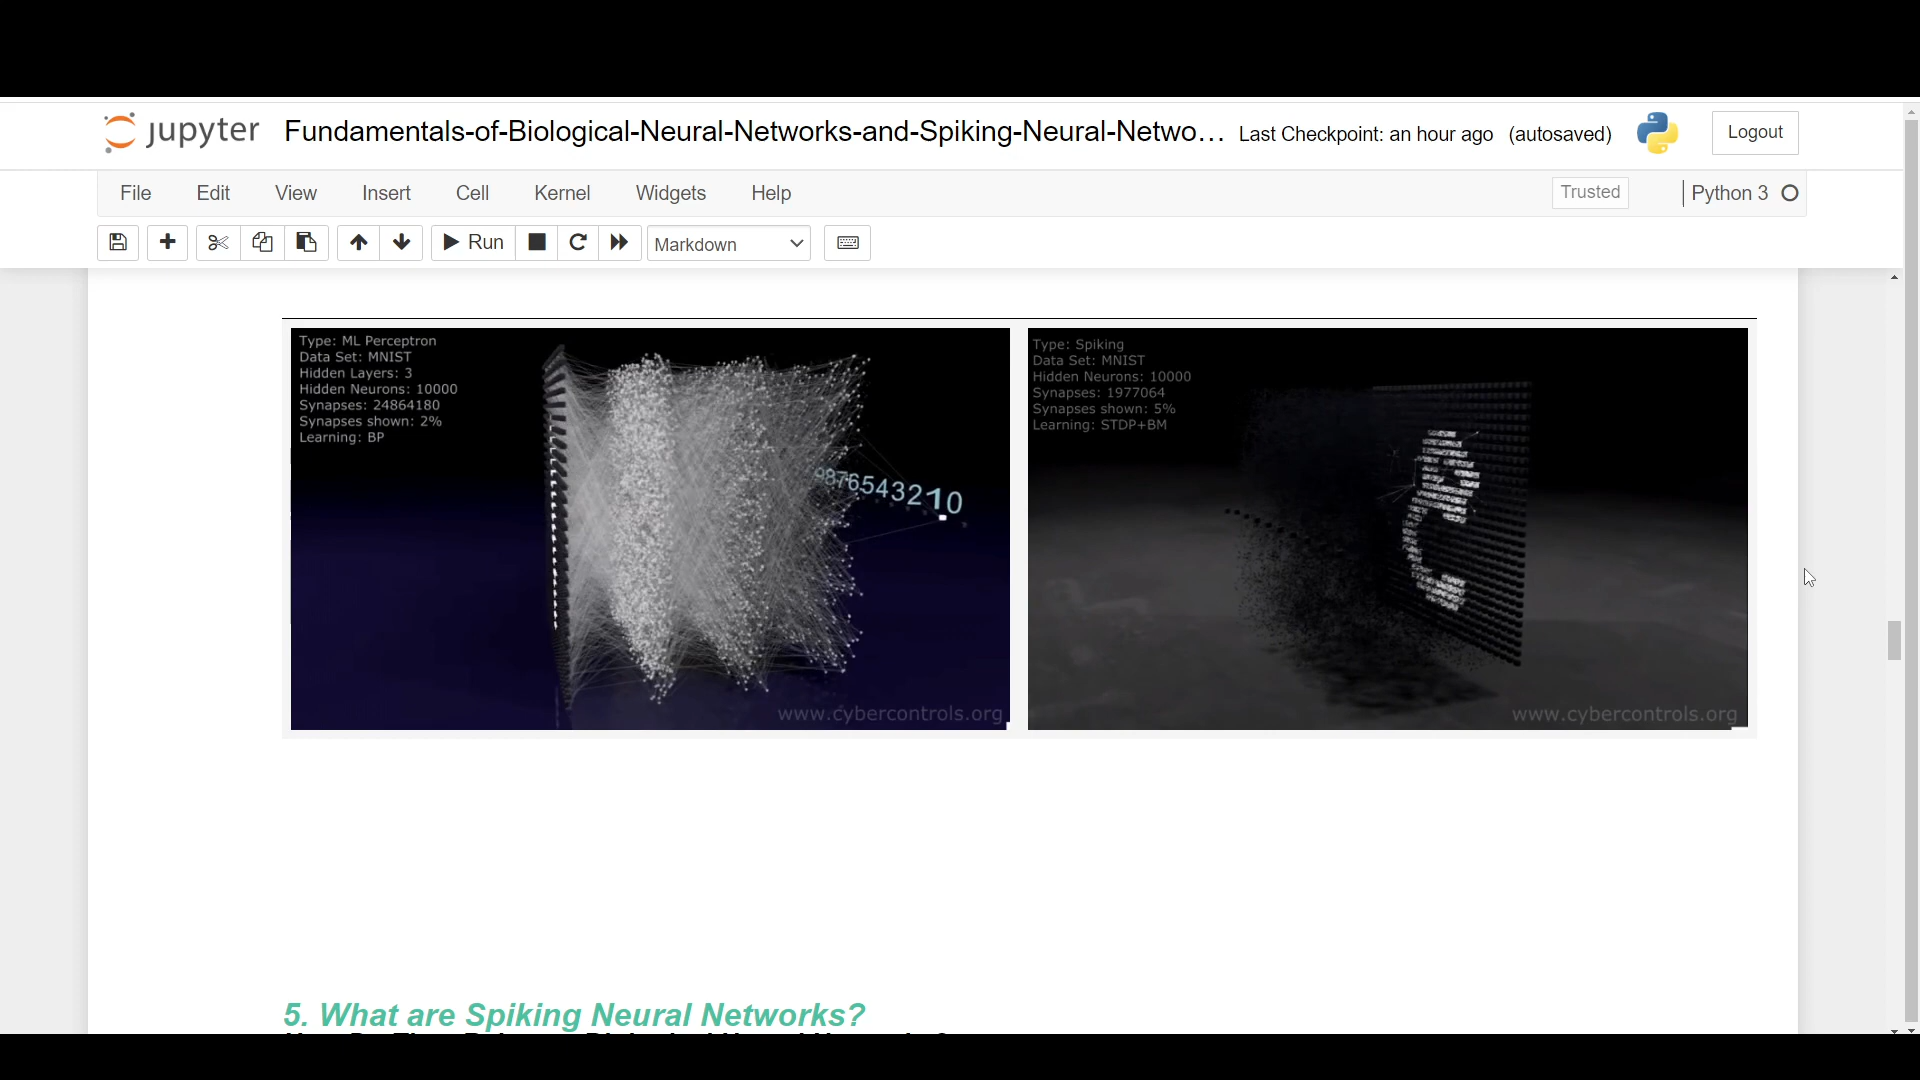 jupyter Fundamentals-of-Biological-Neural-Networks-and-Spiking-Neural-Netwo... Last Checkpoint: an hour ago (autosaved) Logout
File Edit View Insert Cell Kernel Widgets Help Trusted Python 3
Run Markdown
Type: ML Perceptron
Data Set: MNIST
Hidden Layers: 3
Hidden Neurons: 10000
Synapses: 24864180
Synapses shown: 2%
Learning: BP
9876543210
www.cybercontrols.org
Type: Spiking
Data Set: MNIST
Hidden Neurons: 10000
Synapses: 1977064
Synapses shown: 5%
Learning: STDP+BM
www.cybercontrols.org
5. What are Spiking Neural Networks?